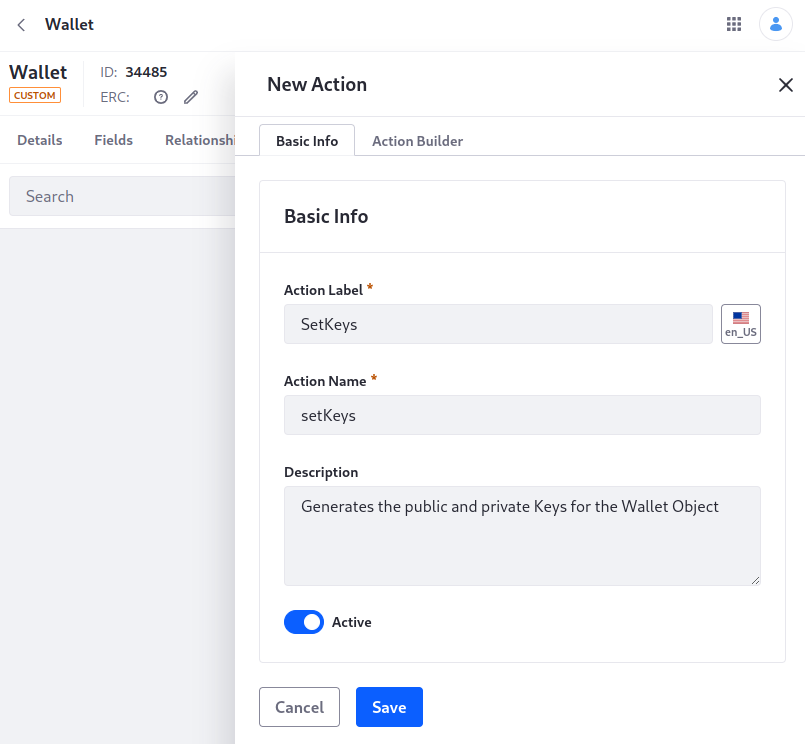 Wallet
Wallet
CUSTOM
ID: 34485
ERC:
Details Fields Relationshi
Search
New Action
Basic Info Action Builder
Basic Info
Action Label *
SetKeys
en_US
Action Name *
setKeys
Description
Generates the public and private Keys for the Wallet Object
Active
Cancel Save